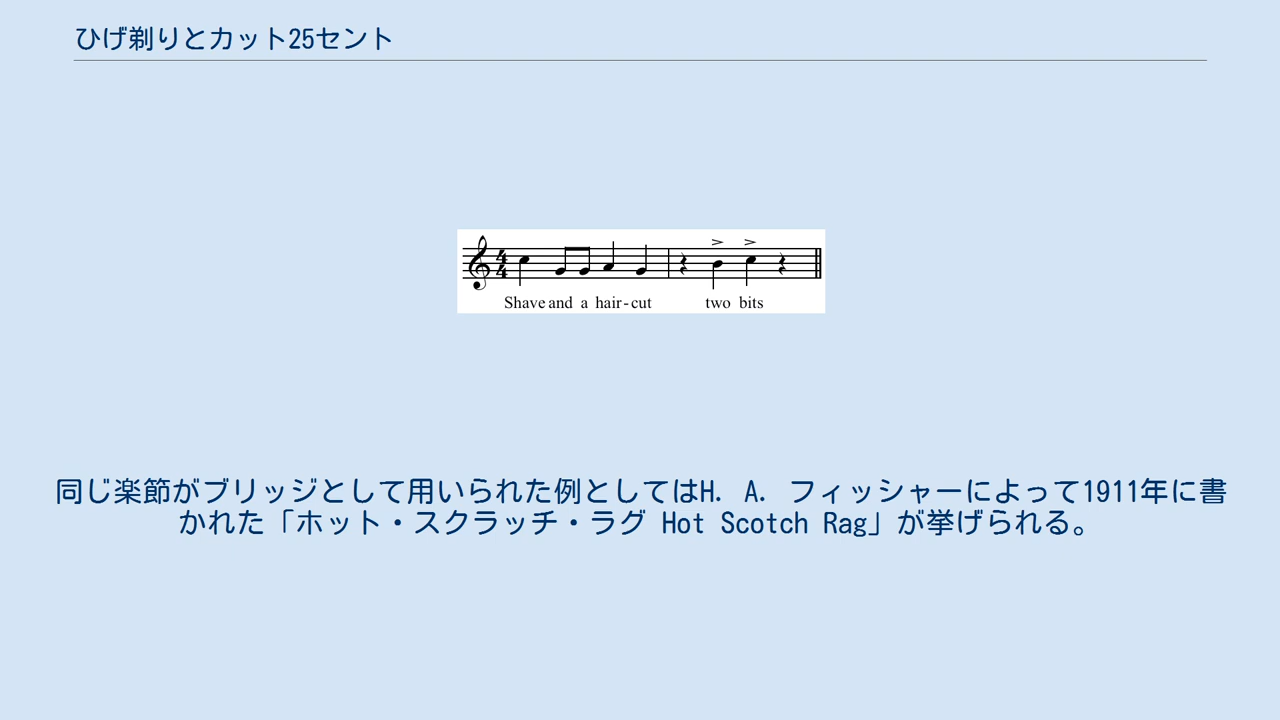 ひげ剃りとカット25セント
4
4
Shave and a hair-cut two bits
同じ楽節がブリッジとして用いられた例としてはH. A. フィッシャーによって1911年に書
かれた「ホット・スクラッチ・ラグ Hot Scotch Rag」が挙げられる。